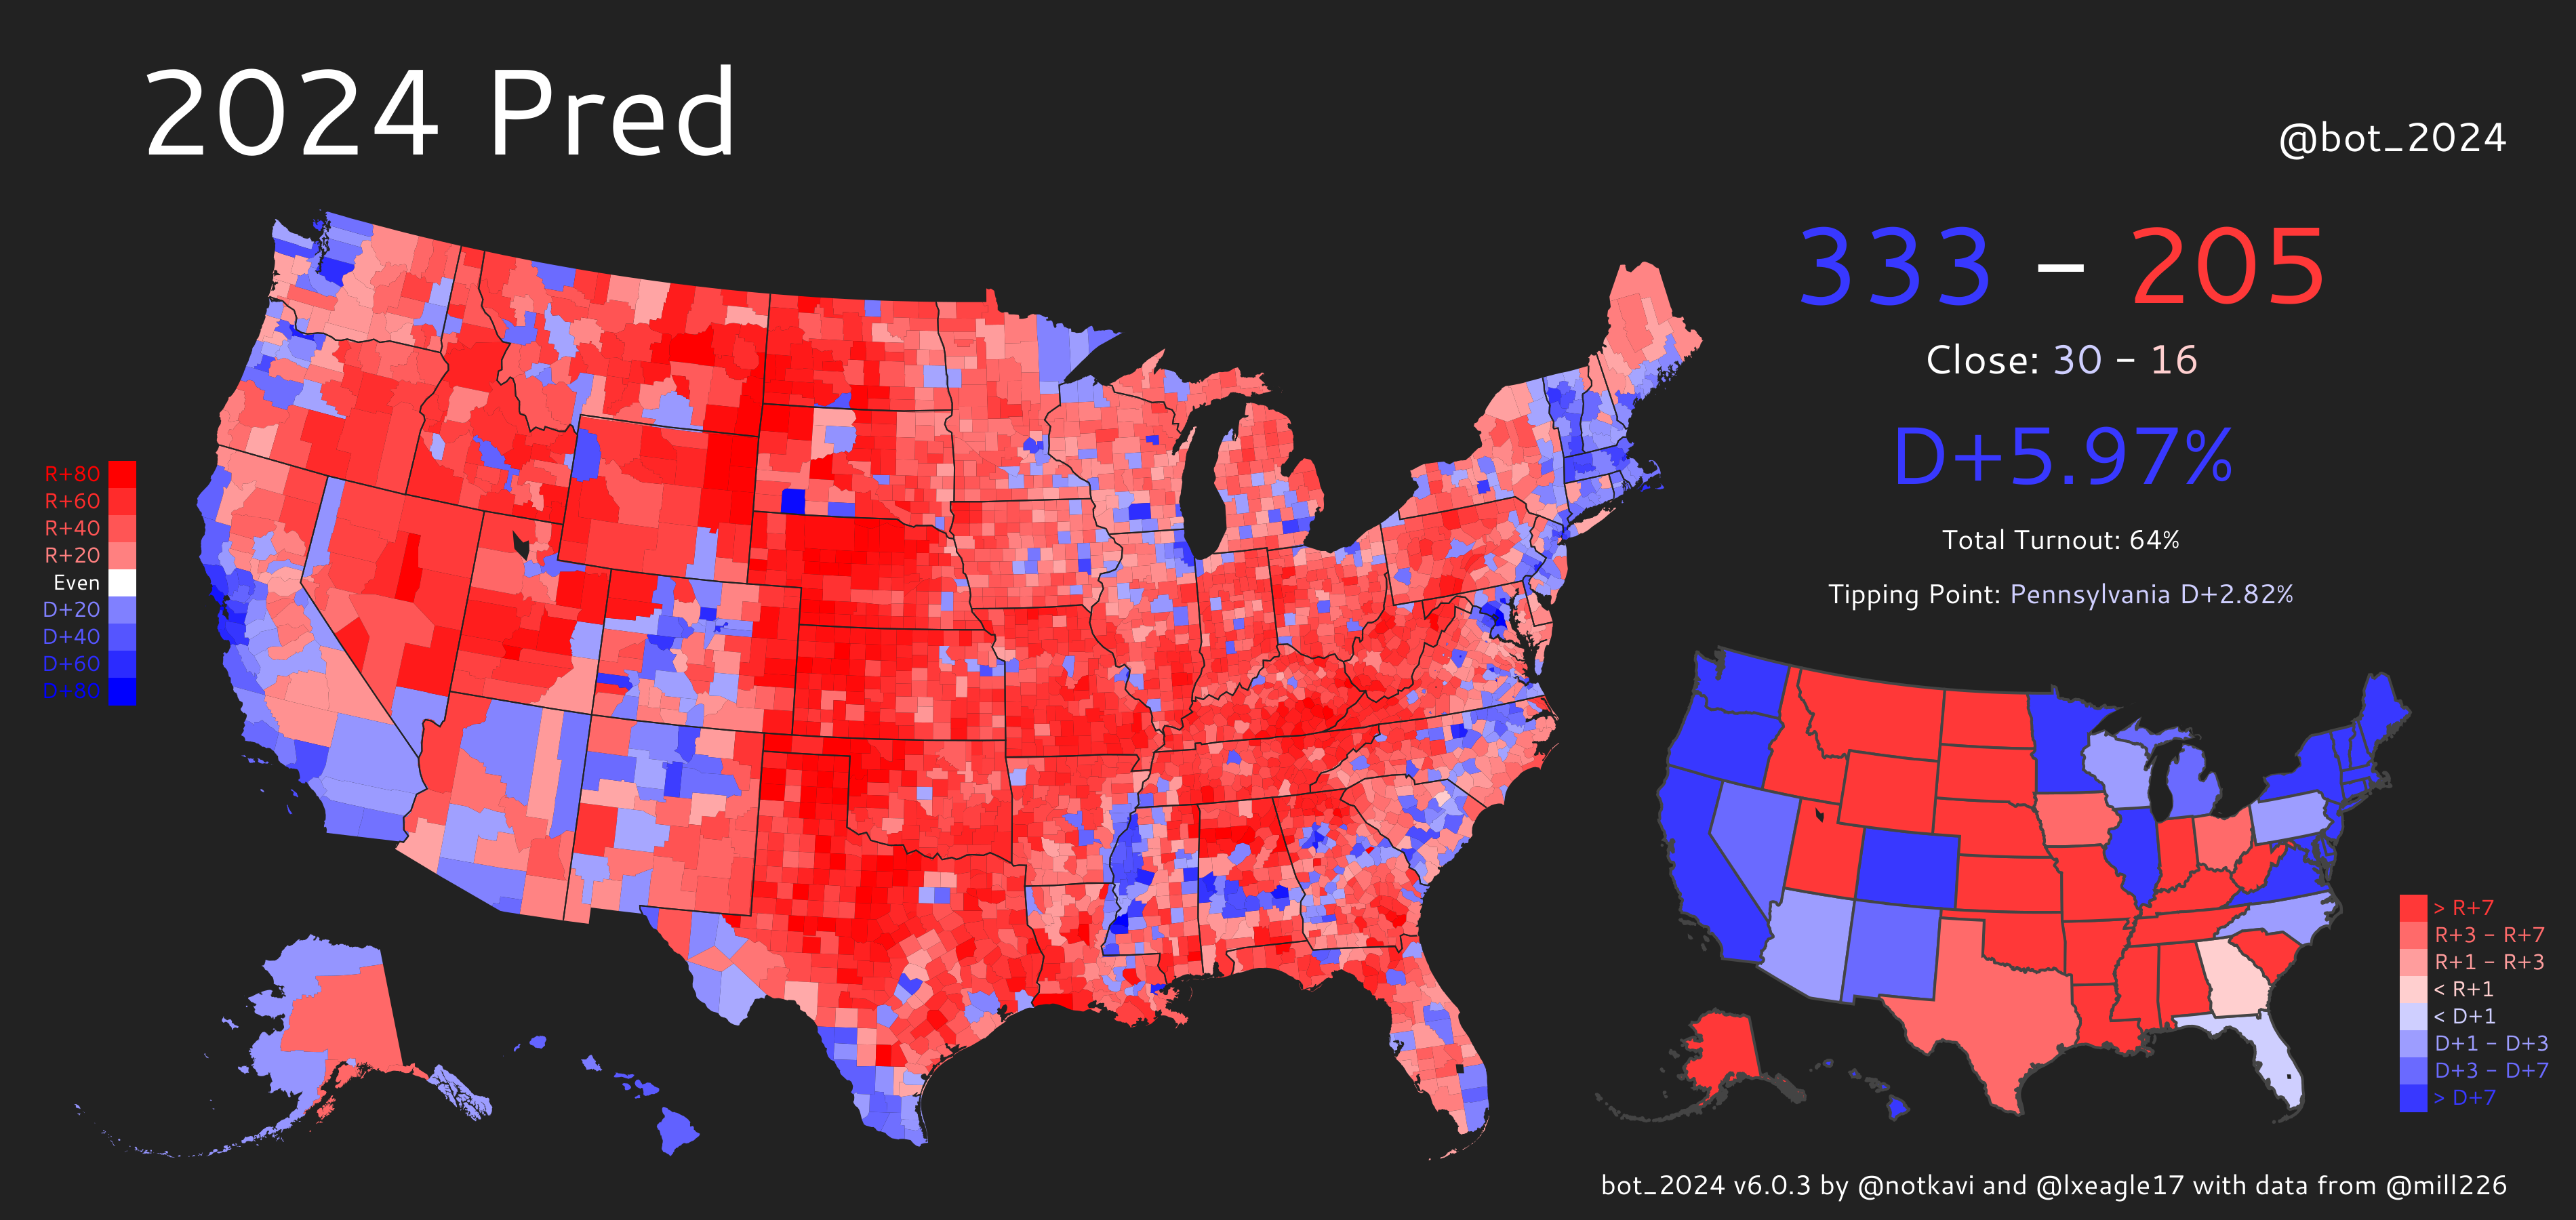 2024 Pred
@bot_2024
333 – 205
Close: 30 – 16
D+5.97%
Total Turnout: 64%
Tipping Point: Pennsylvania D+2.82%
R+80
R+60
R+40
R+20
Even
D+20
D+40
D+60
D+80
> R+7
R+3 – R+7
R+1 – R+3
< R+1
< D+1
D+1 – D+3
D+3 – D+7
> D+7
bot_2024 v6.0.3 by @notkavi and @lxeagle17 with data from @mill226